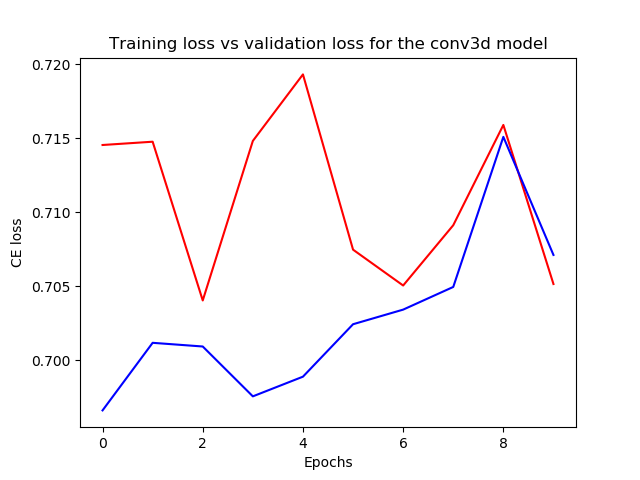 Training loss vs validation loss for the conv3d model
0.720
0.715
0.710
0.705
0.700
CE loss
0 2 4 6 8
Epochs